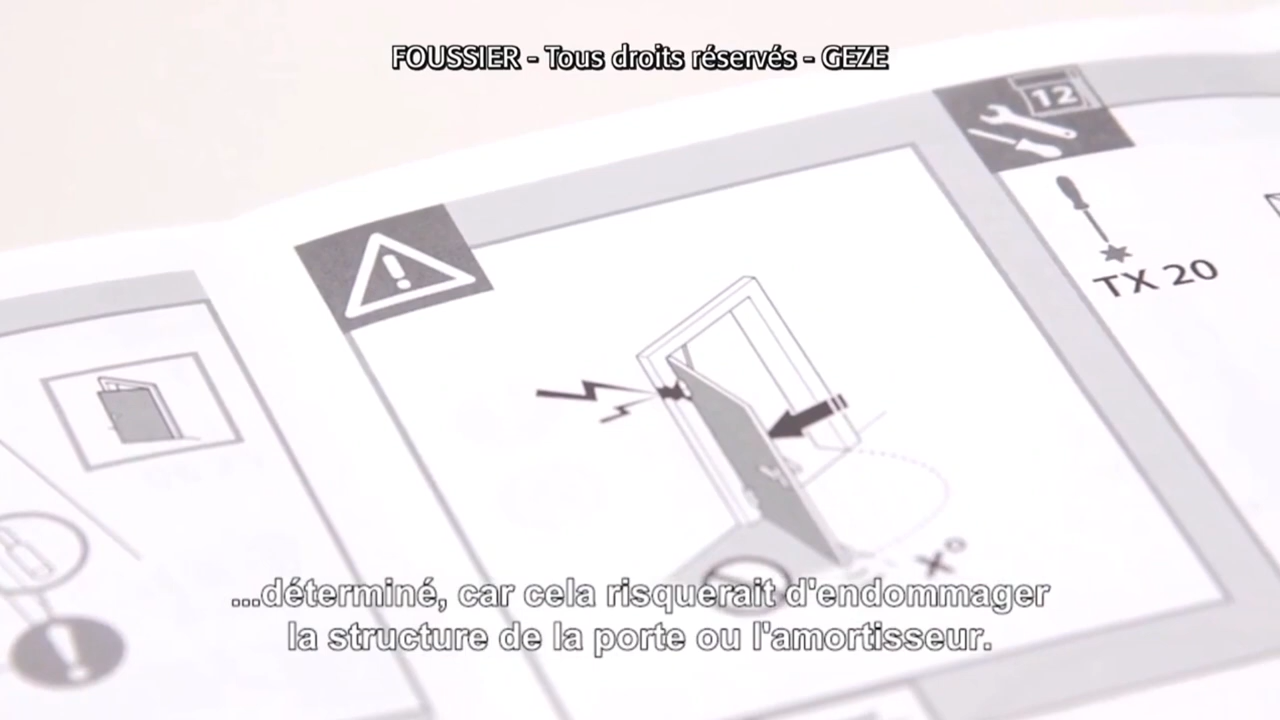 FOUSSIER - Tous droits réservés - GEZE
12
TX 20
X°
...déterminé, car cela risquerait d'endommager
la structure de la porte ou l'amortisseur.